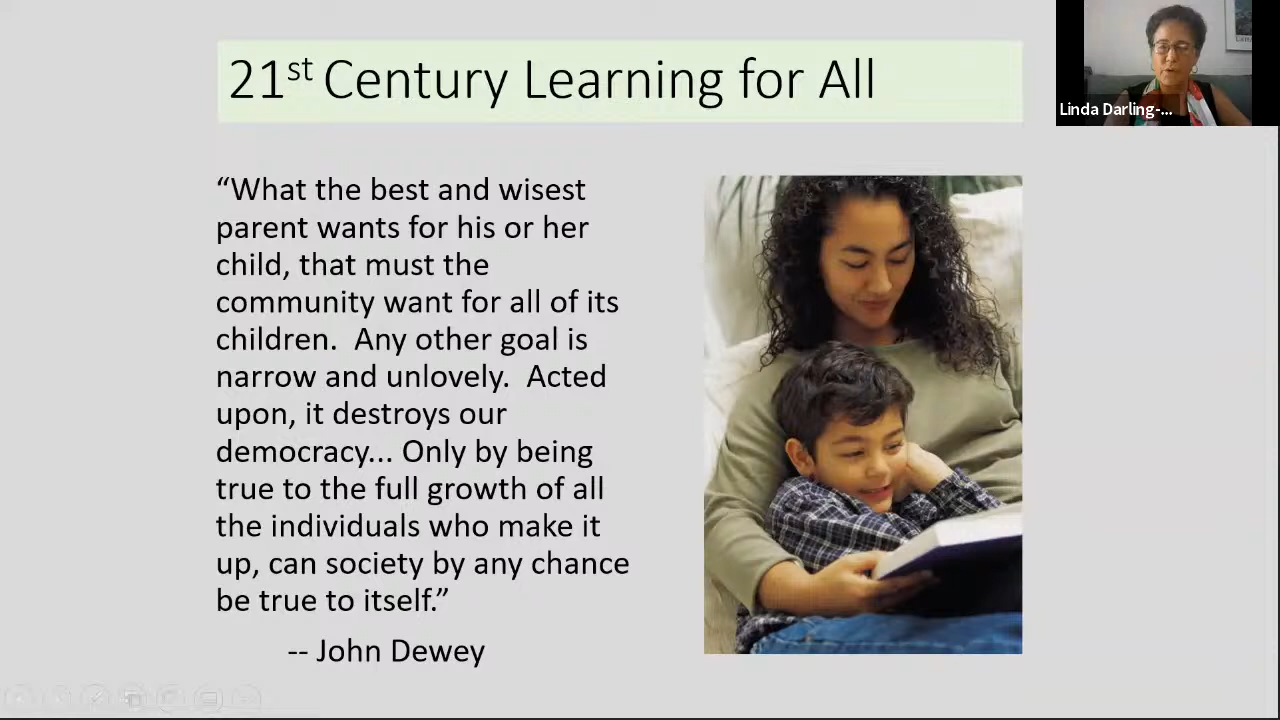 21st Century Learning for All
Linda Darling-...
“What the best and wisest
parent wants for his or her
child, that must the
community want for all of its
children.  Any other goal is
narrow and unlovely.  Acted
upon, it destroys our
democracy... Only by being
true to the full growth of all
the individuals who make it
up, can society by any chance
be true to itself.”
-- John Dewey